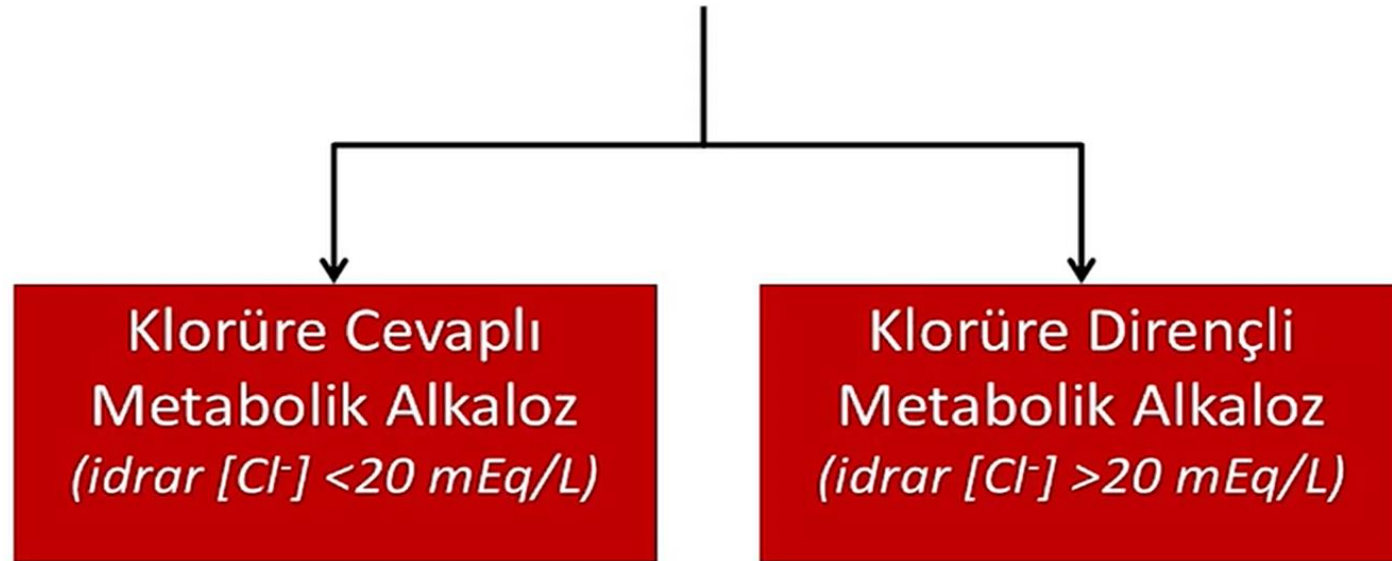 Klorüre Cevaplı
Metabolik Alkaloz
(idrar [Cl-] <20 mEq/L)
Klorüre Dirençli
Metabolik Alkaloz
(idrar [Cl-] >20 mEq/L)